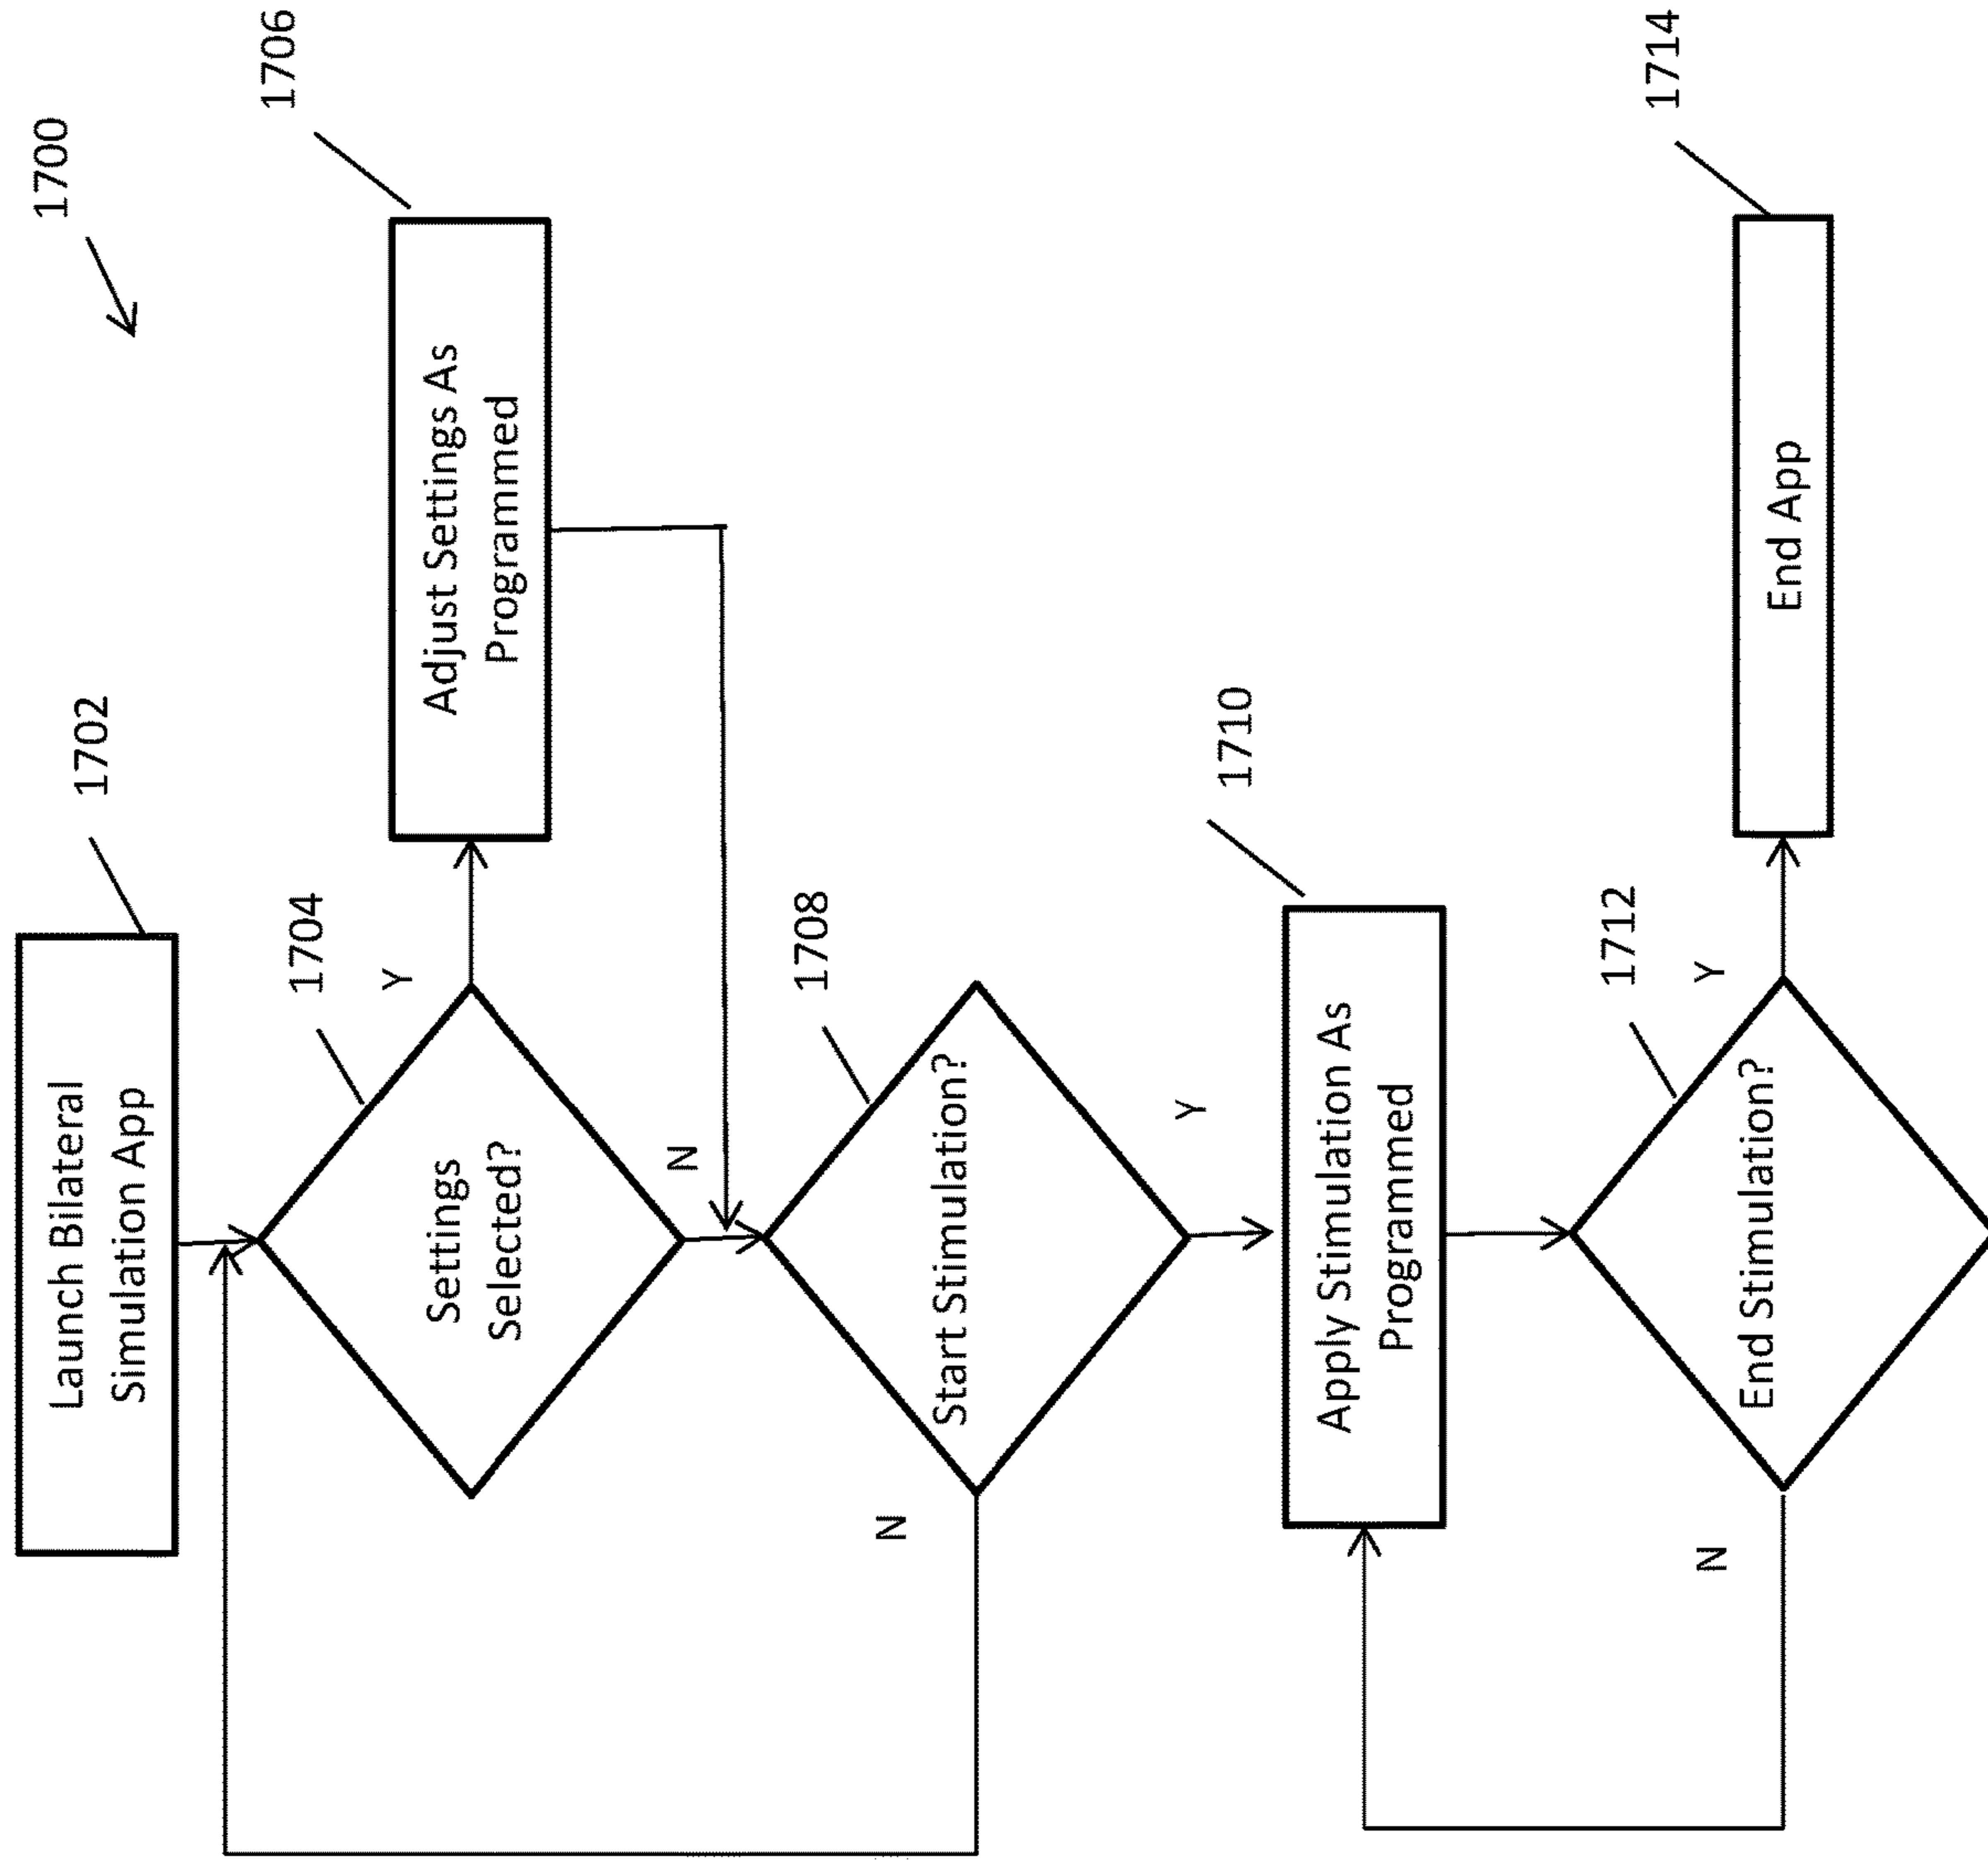 1700
Launch Bilateral
Simulation App
1702
Settings
Selected?
1704
Y
N
Adjust Settings As
Programmed
1706
Start Stimulation?
1708
N
Y
Apply Stimulation As
Programmed
1710
End Stimulation?
1712
N
Y
End App
1714